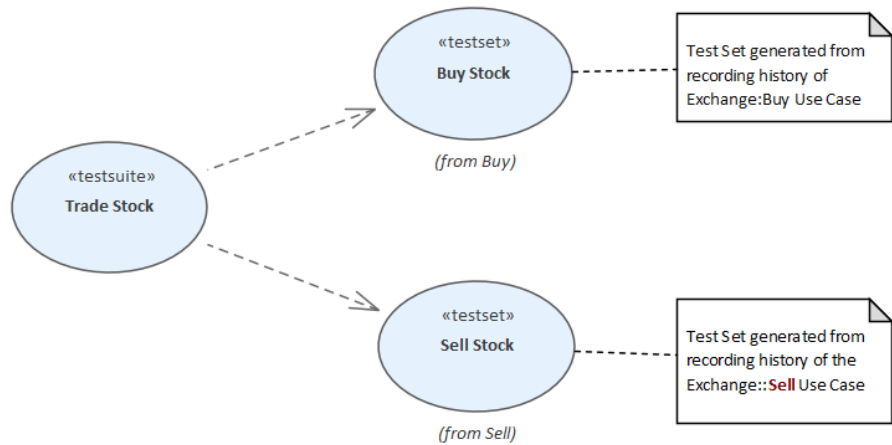 «testset»
Buy Stock
(from Buy)
Test Set generated from
recording history of
Exchange:Buy Use Case
«testsuite»
Trade Stock
«testset»
Sell Stock
(from Sell)
Test Set generated from
recording history of the
Exchange::Sell Use Case